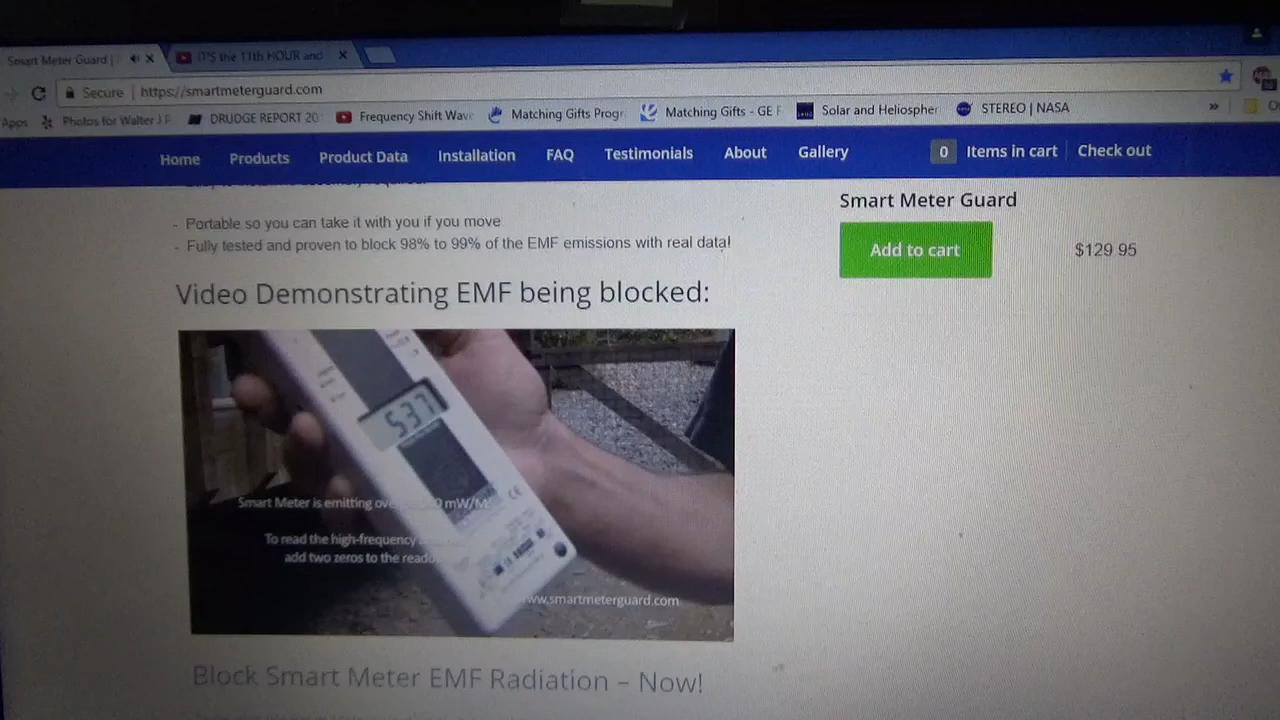 Smart Meter Guard |
IT'S the 11th HOUR and
Secure | https://smartmeterguard.com
Apps Photos for Walter J P DRUDGE REPORT 20 Frequency Shift Wave Matching Gifts Progr Matching Gifts - GE F Solar and Heliospher STEREO | NASA »
Home Products Product Data Installation FAQ Testimonials About Gallery 0 Items in cart Check out
- Portable so you can take it with you if you move
- Fully tested and proven to block 98% to 99% of the EMF emissions with real data!
Smart Meter Guard
Add to cart $129.95
Video Demonstrating EMF being blocked:
537
Smart Meter is emitting mW/M
To read the high-frequency
add two zeros to the
www.smartmeterguard.com
Block Smart Meter EMF Radiation – Now!